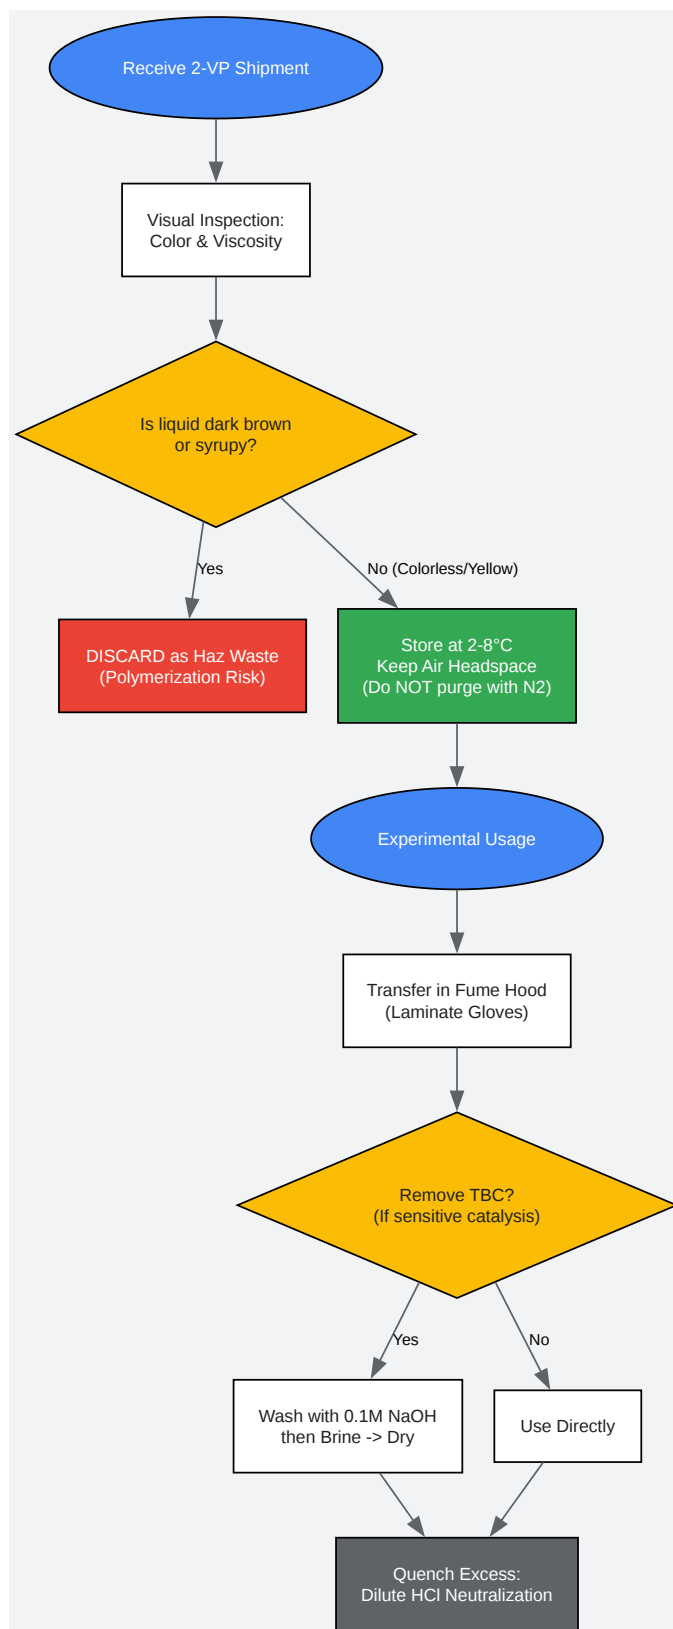 Receive 2-VP Shipment
Visual Inspection:
Color & Viscosity
Is liquid dark brown
or syrupy?
Yes
No (Colorless/Yellow)
DISCARD as Haz Waste
(Polymerization Risk)
Store at 2-8°C
Keep Air Headspace
(Do NOT purge with N2)
Experimental Usage
Transfer in Fume Hood
(Laminate Gloves)
Remove TBC?
(If sensitive catalysis)
Yes
No
Wash with 0.1M NaOH
then Brine -> Dry
Use Directly
Quench Excess:
Dilute HCl Neutralization